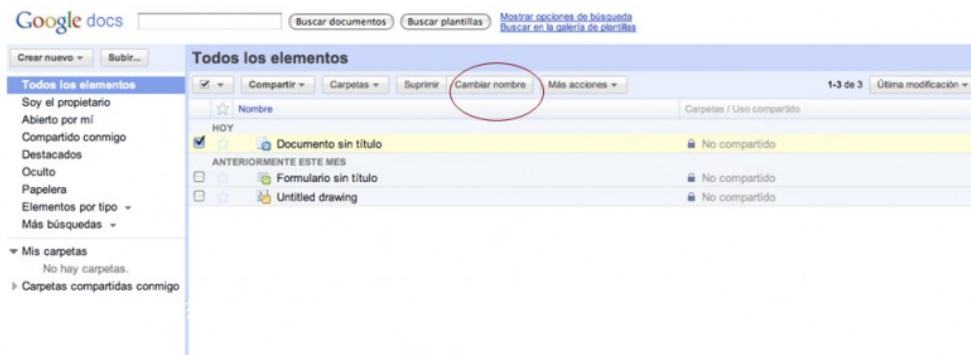 Google docs
Buscar documentos Buscar plantillas Mostrar opciones de búsqueda
Buscar en la galería de plantillas
Crear nuevo Subir...
Todos los elementos
Todos los elementos
Compartir Carpetas Suprimir Cambiar nombre Más acciones 1-3 de 3 Última modificación
Soy el propietario
Nombre Carpetas / Uso compartido
Abierto por mí
HOY
Compartido conmigo
Documento sin título No compartido
Destacados
ANTERIORMENTE ESTE MES
Oculto
Formulario sin título No compartido
Papelera
Untitled drawing No compartido
Elementos por tipo
Más búsquedas
Mis carpetas
No hay carpetas.
Carpetas compartidas conmigo